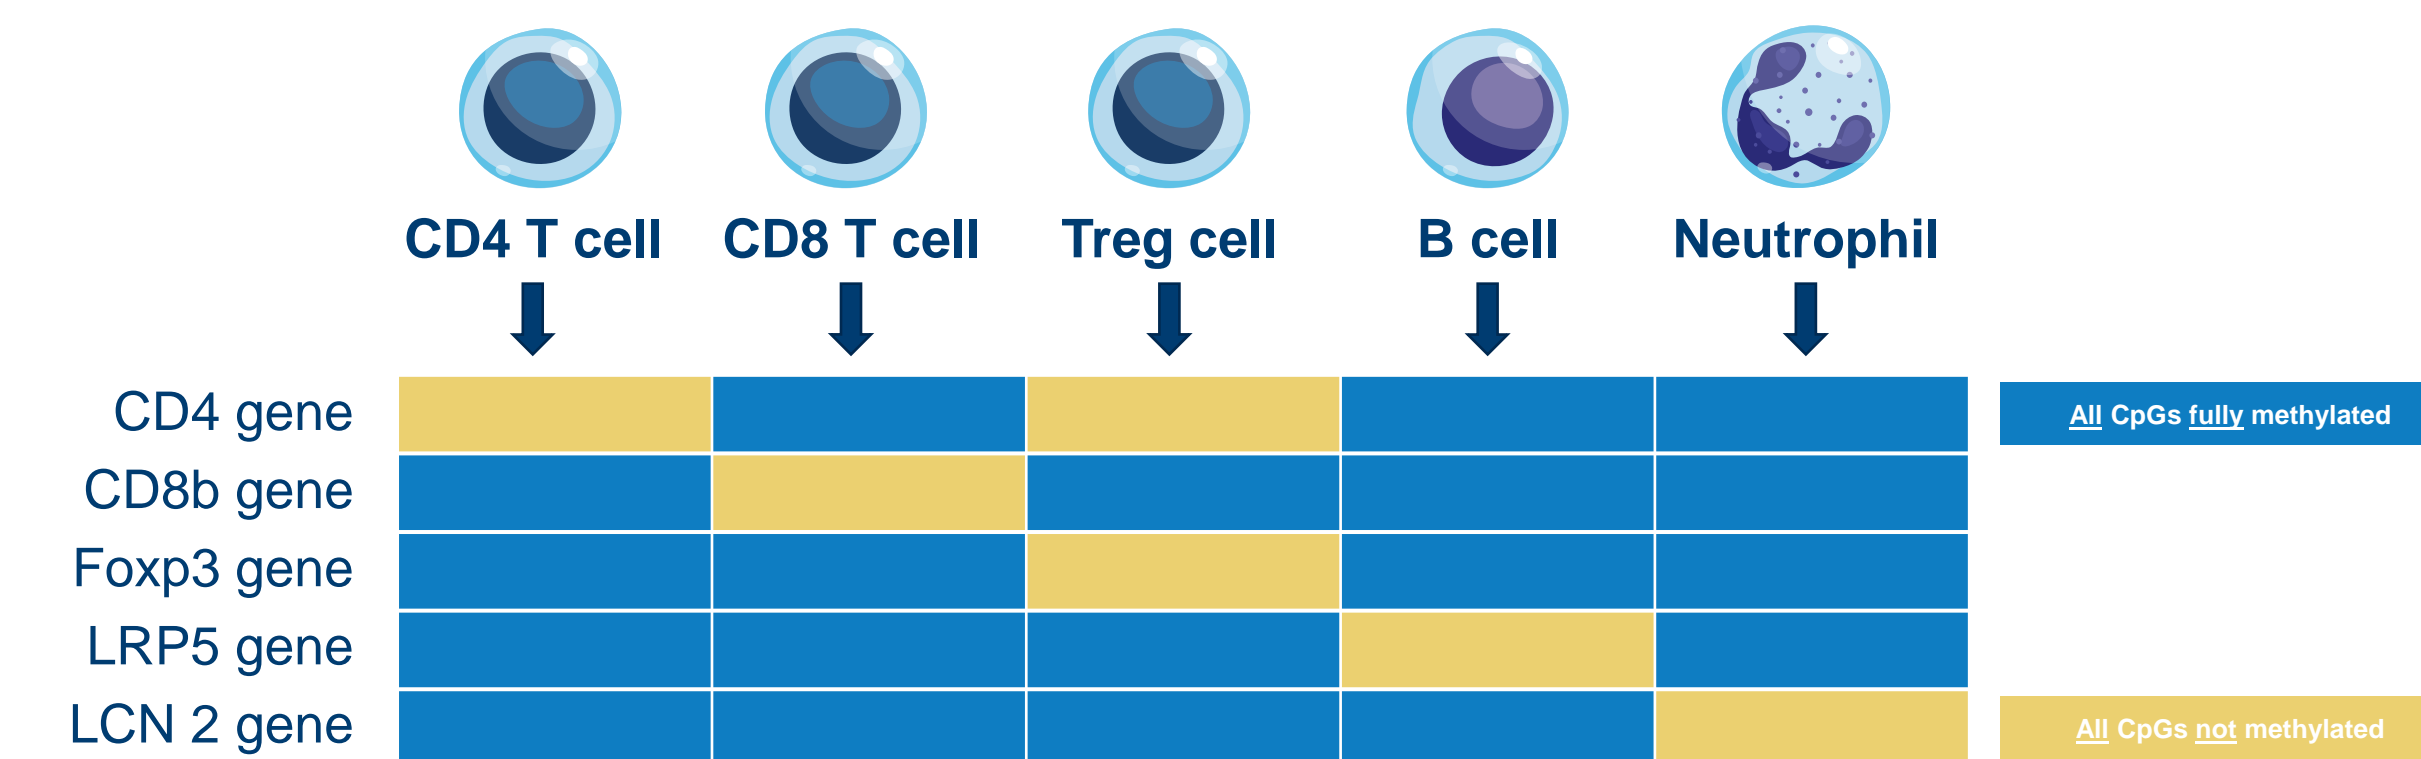 CD4 T cell
CD8 T cell
Treg cell
B cell
Neutrophil
CD4 gene
All CpGs fully methylated
CD8b gene
Foxp3 gene
LRP5 gene
LCN 2 gene
All CpGs not methylated